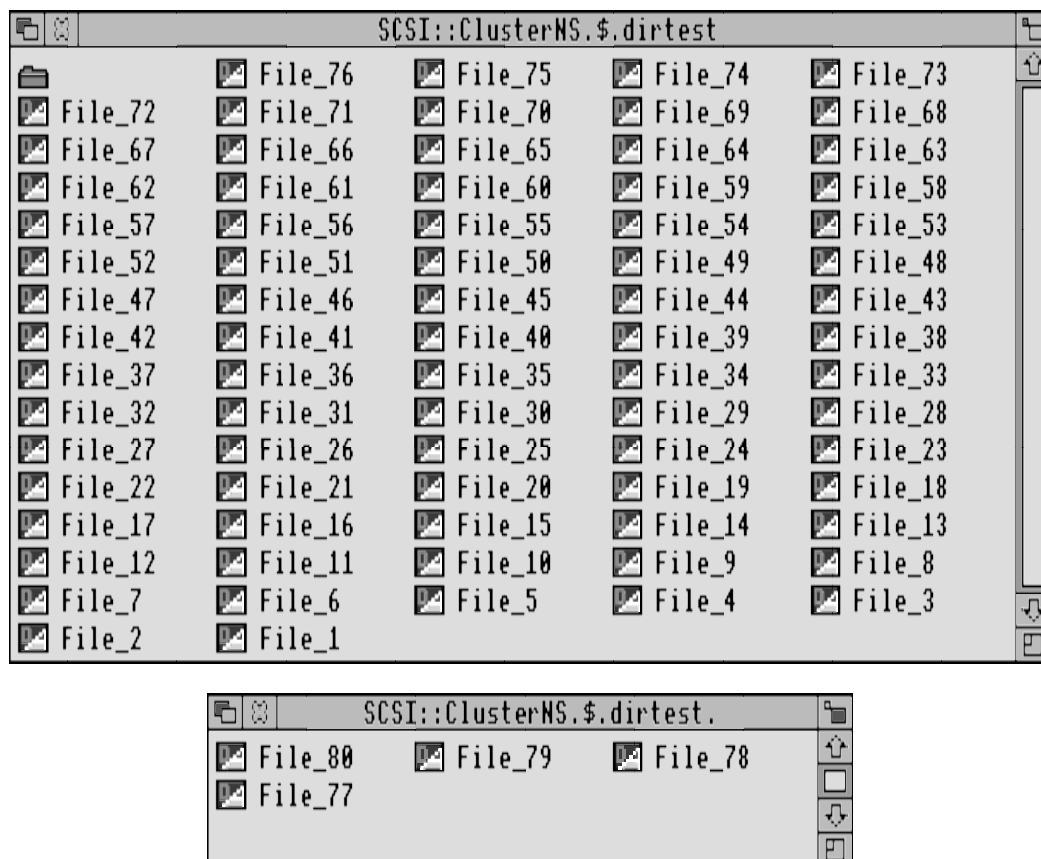 SCSI::ClusterNS.$.dirtest
File_76 File_75 File_74 File_73
File_72 File_71 File_70 File_69 File_68
File_67 File_66 File_65 File_64 File_63
File_62 File_61 File_60 File_59 File_58
File_57 File_56 File_55 File_54 File_53
File_52 File_51 File_50 File_49 File_48
File_47 File_46 File_45 File_44 File_43
File_42 File_41 File_40 File_39 File_38
File_37 File_36 File_35 File_34 File_33
File_32 File_31 File_30 File_29 File_28
File_27 File_26 File_25 File_24 File_23
File_22 File_21 File_20 File_19 File_18
File_17 File_16 File_15 File_14 File_13
File_12 File_11 File_10 File_9 File_8
File_7 File_6 File_5 File_4 File_3
File_2 File_1
SCSI::ClusterNS.$.dirtest.
File_80 File_79 File_78
File_77